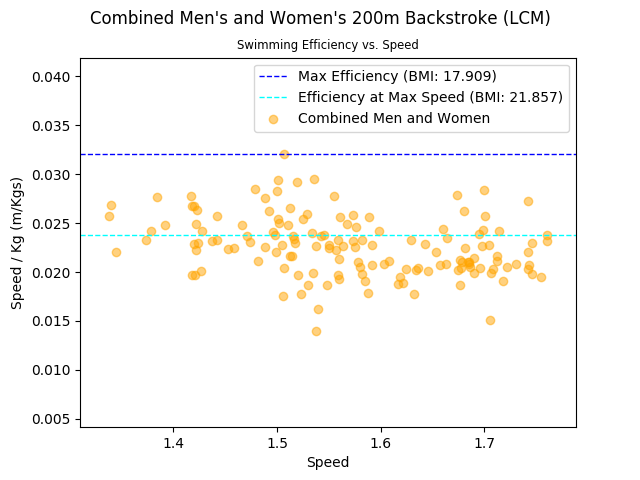 Combined Men's and Women's 200m Backstroke (LCM)
Swimming Efficiency vs. Speed
Max Efficiency (BMI: 17.909)
Efficiency at Max Speed (BMI: 21.857)
Combined Men and Women
Speed / Kg (m/Kgs)
0.040
0.035
0.030
0.025
0.020
0.015
0.010
0.005
1.4 1.5 1.6 1.7
Speed